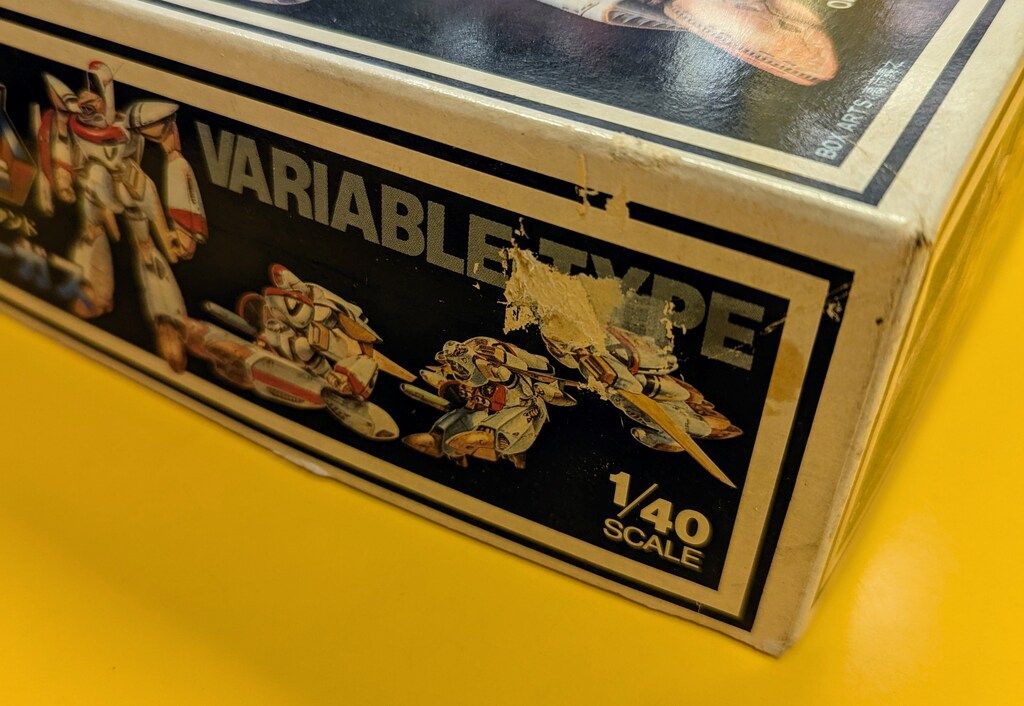 BOX ARTS
VARIABLE TYPE
1/40
SCALE